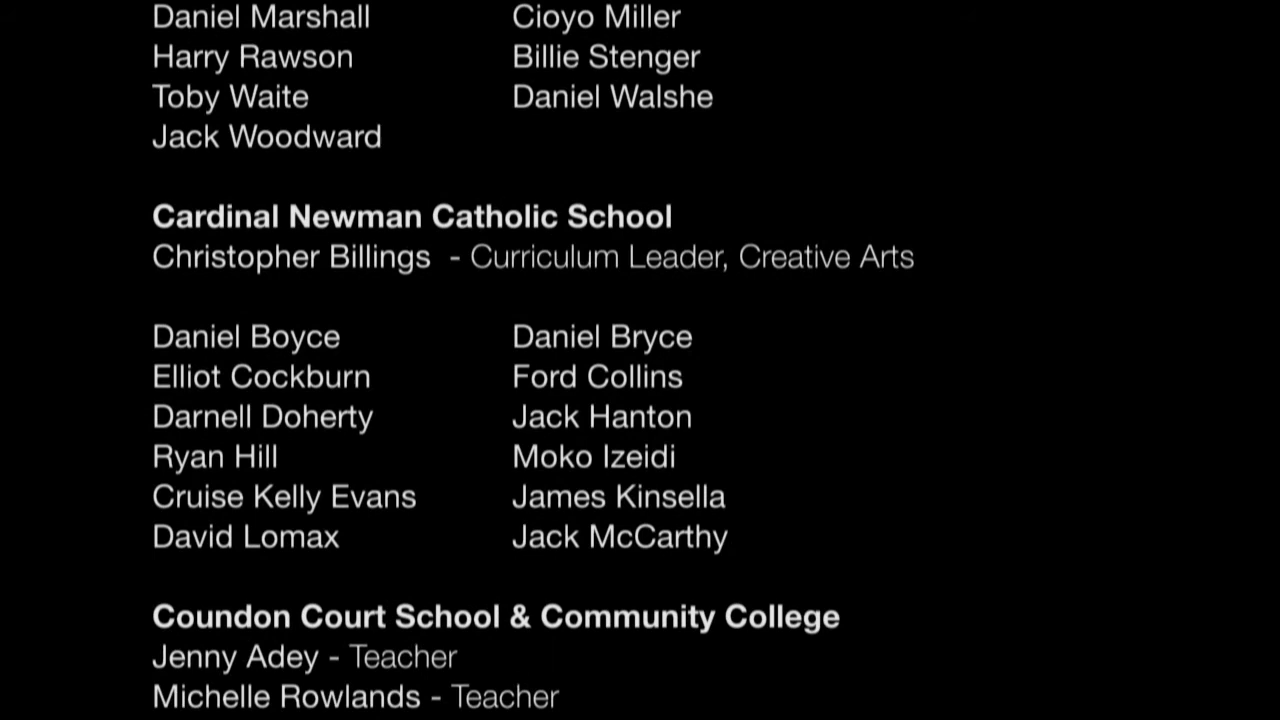 Daniel Marshall Cioyo Miller
Harry Rawson Billie Stenger
Toby Waite Daniel Walshe
Jack Woodward
Cardinal Newman Catholic School
Christopher Billings - Curriculum Leader, Creative Arts
Daniel Boyce Daniel Bryce
Elliot Cockburn Ford Collins
Darnell Doherty Jack Hanton
Ryan Hill Moko Izeidi
Cruise Kelly Evans James Kinsella
David Lomax Jack McCarthy
Coundon Court School & Community College
Jenny Adey - Teacher
Michelle Rowlands - Teacher